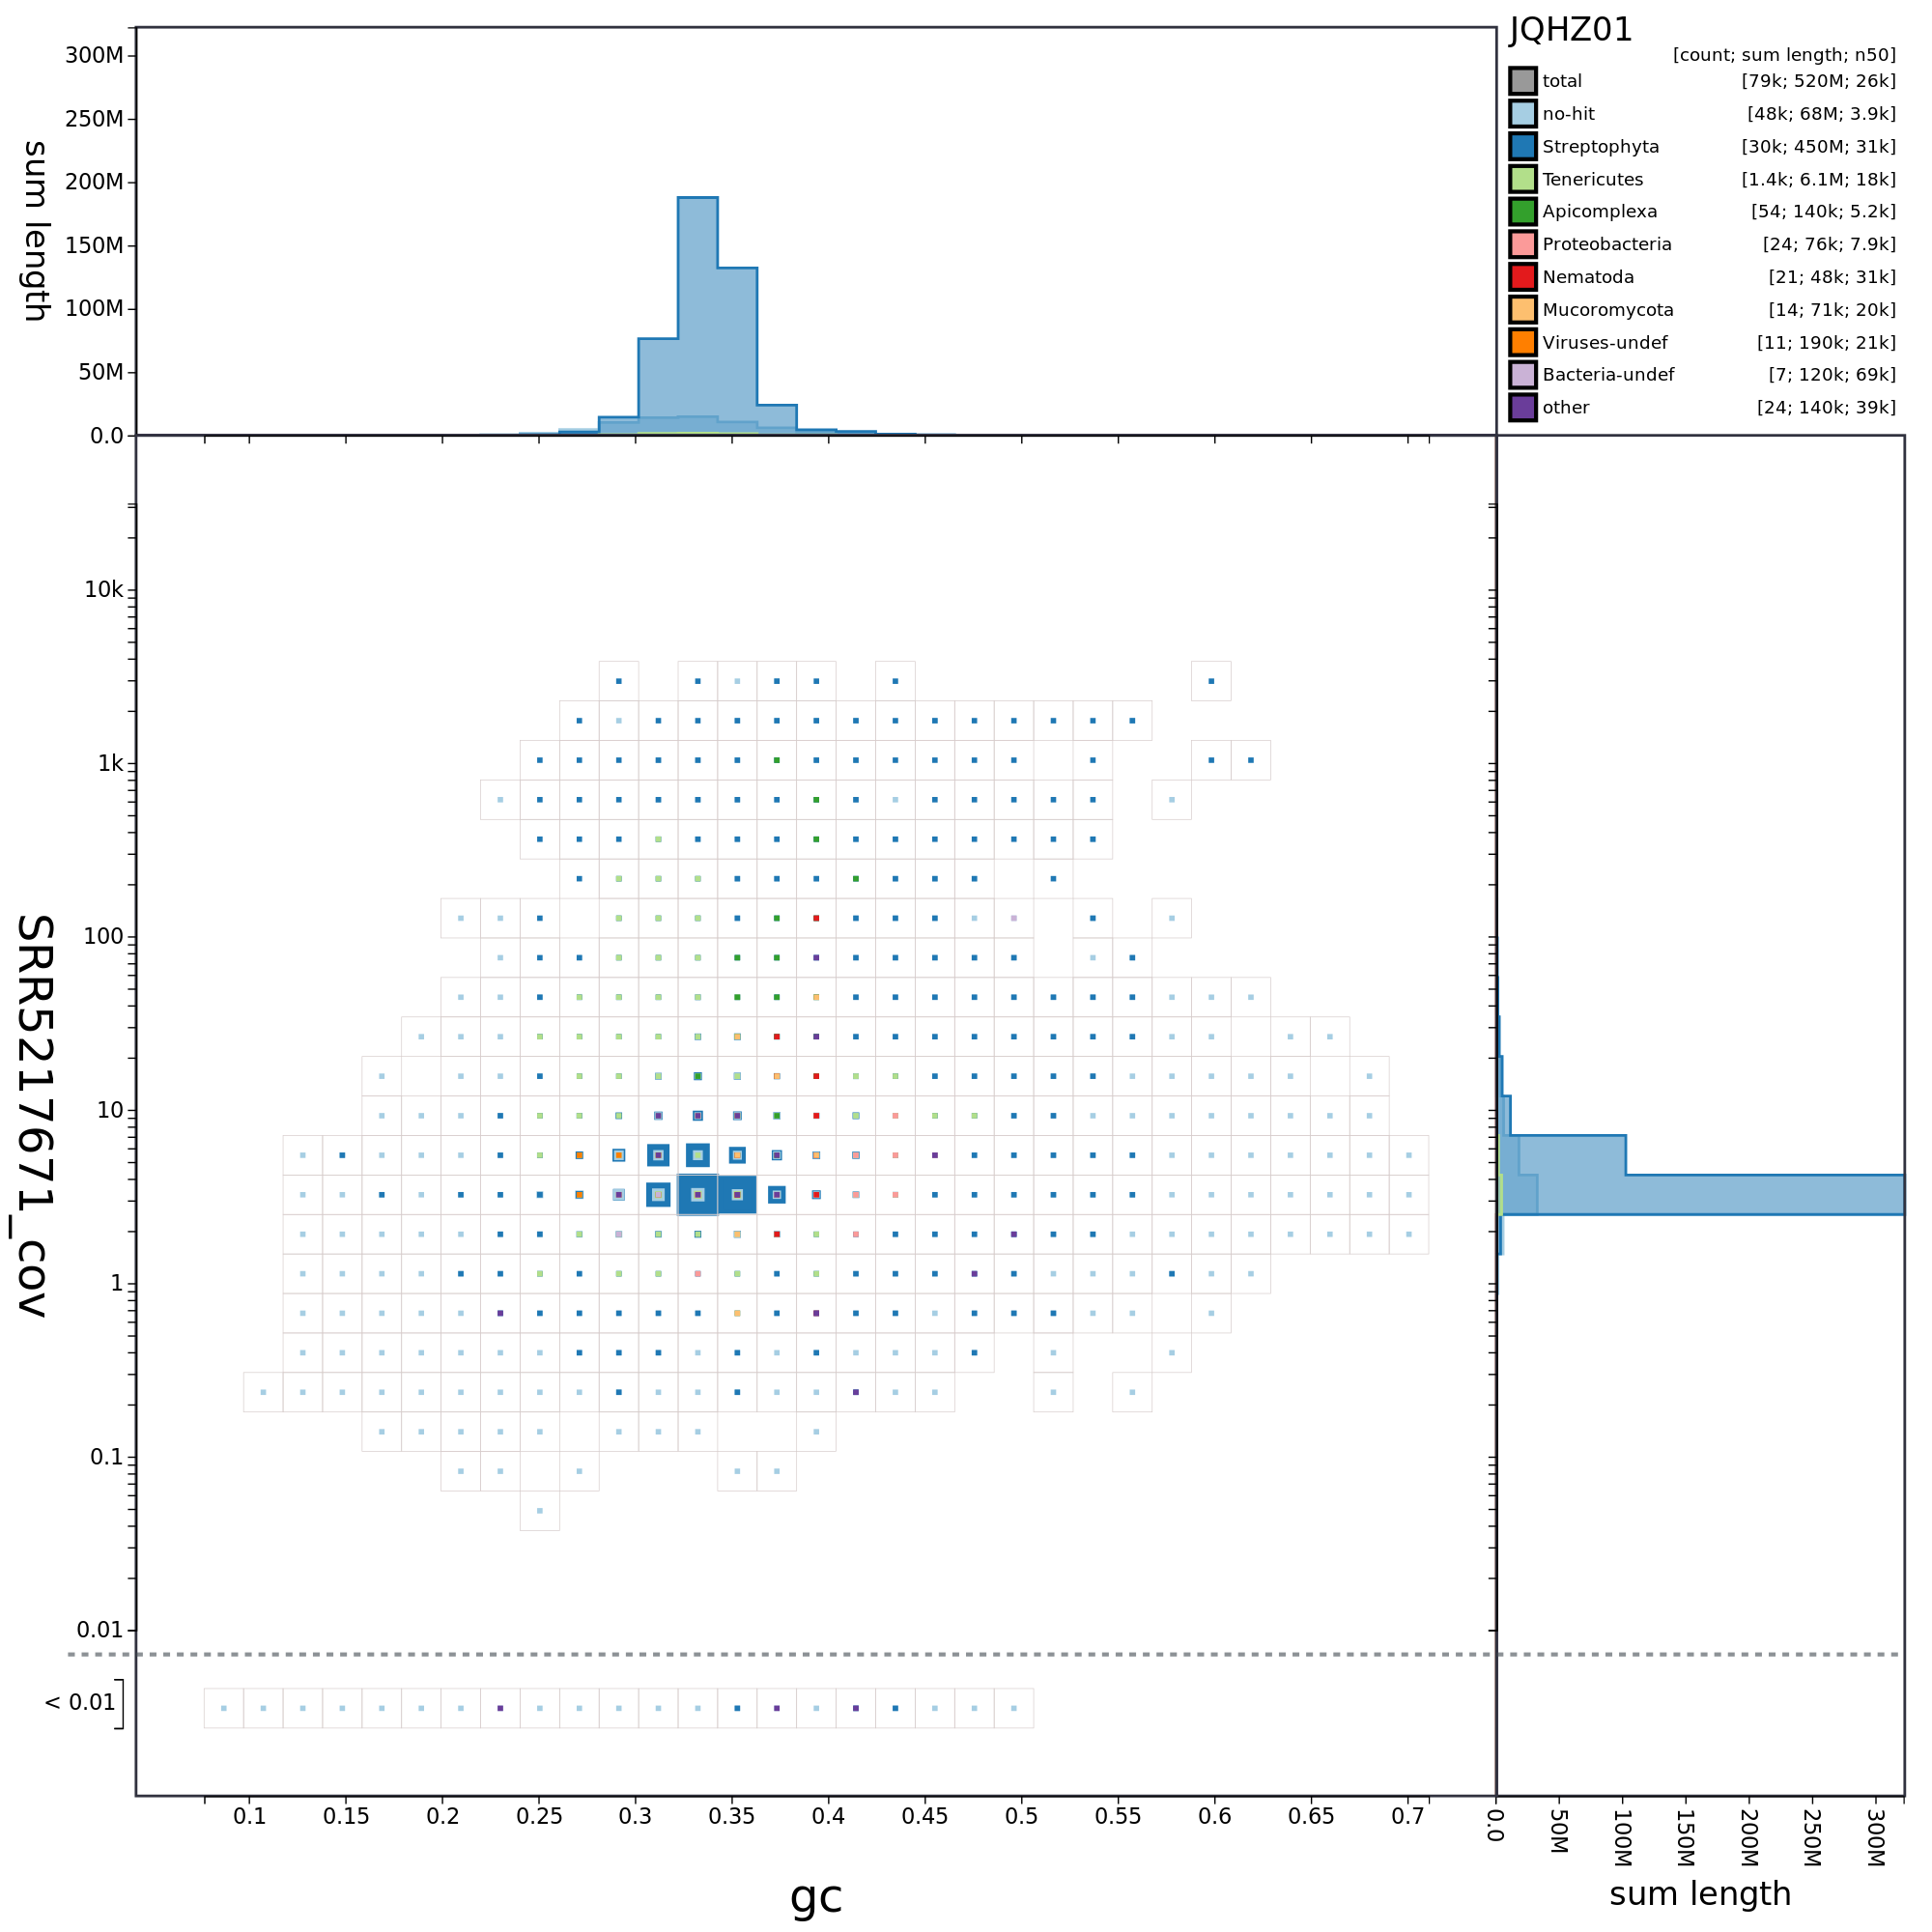 JQHZ01
[count; sum length; n50]
total [79k; 520M; 26k]
no-hit [48k; 68M; 3.9k]
Streptophyta [30k; 450M; 31k]
Tenericutes [1.4k; 6.1M; 18k]
Apicomplexa [54; 140k; 5.2k]
Proteobacteria [24; 76k; 7.9k]
Nematoda [21; 48k; 31k]
Mucoromycota [14; 71k; 20k]
Viruses-undef [11; 190k; 21k]
Bacteria-undef [7; 120k; 69k]
other [24; 140k; 39k]
sum length
300M
250M
200M
150M
100M
50M
0.0
SRR5217671_cov
10k
1k
100
10
1
0.1
0.01
< 0.01
0.1 0.15 0.2 0.25 0.3 0.35 0.4 0.45 0.5 0.55 0.6 0.65 0.7
gc
0.0 50M 100M 150M 200M 250M 300M
sum length